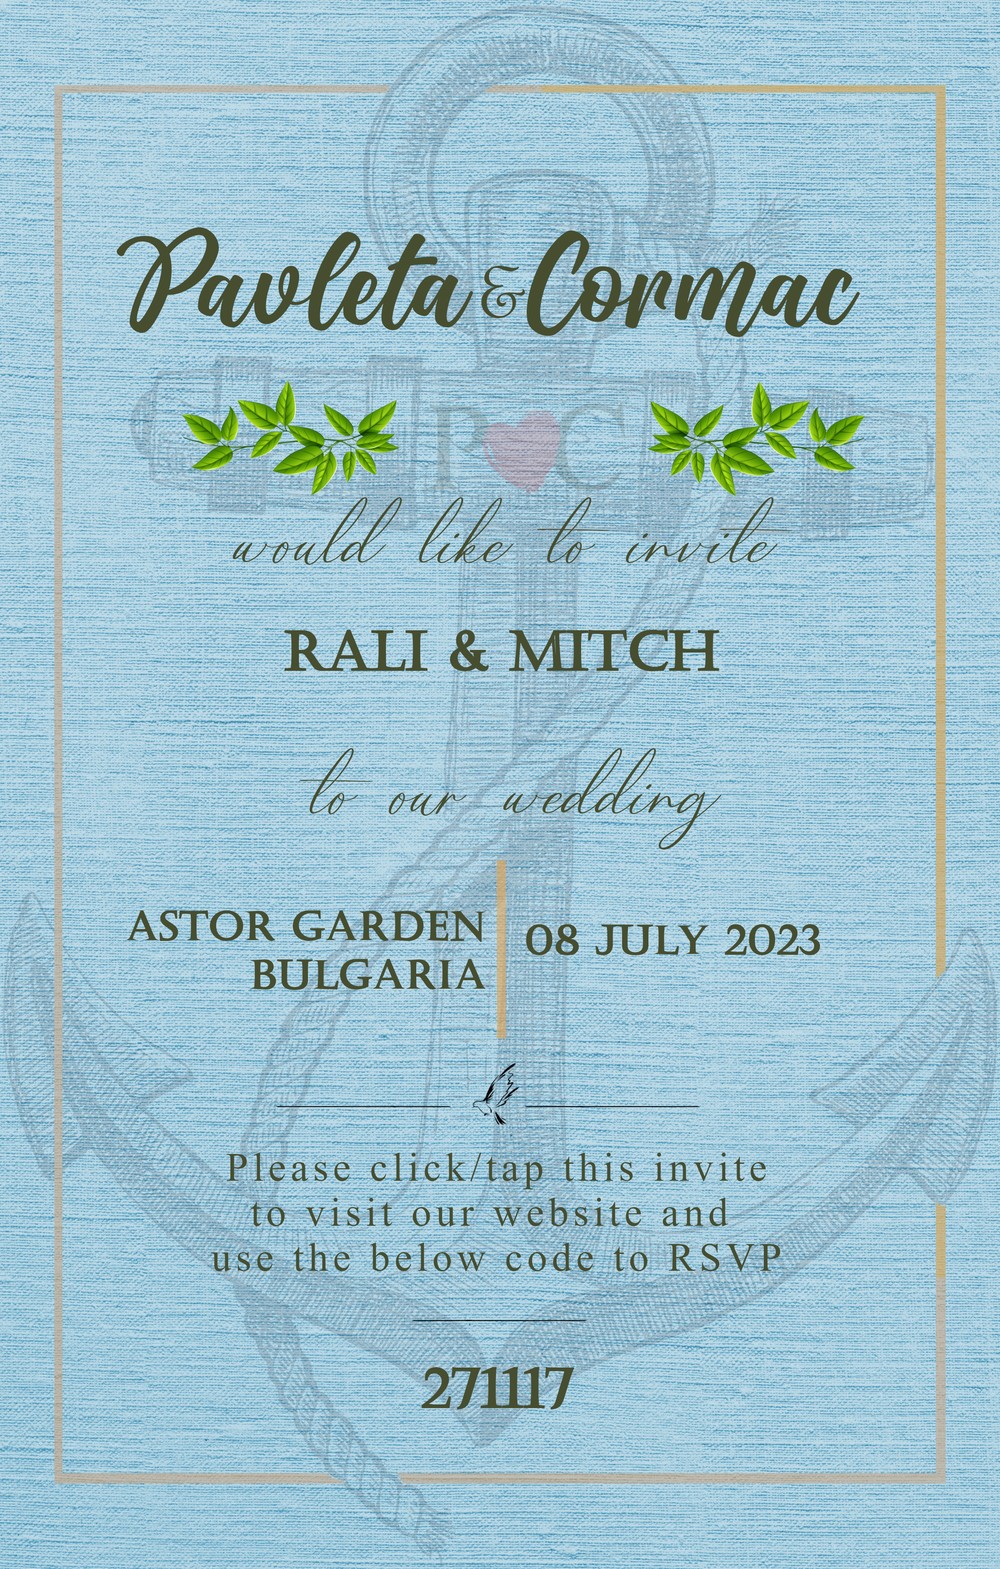 Pavleta & Cormac
P C
would like to invite
RALI & MITCH
to our wedding
ASTOR GARDEN
BULGARIA
08 JULY 2023
Please click/tap this invite
to visit our website and
use the below code to RSVP
271117